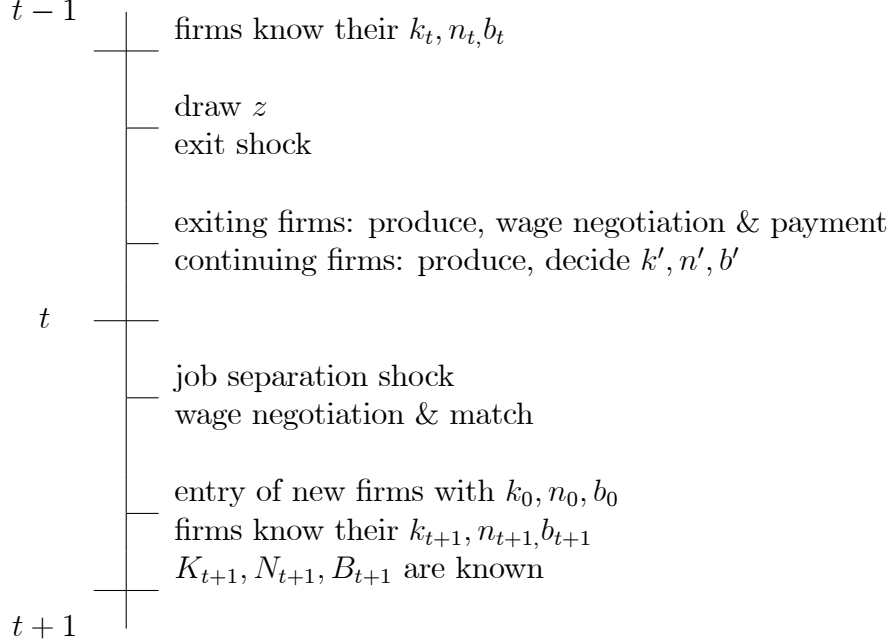 t − 1
firms know their k_t, n_t, b_t
draw z
exit shock
exiting firms: produce, wage negotiation & payment
continuing firms: produce, decide k′, n′, b′
t
job separation shock
wage negotiation & match
entry of new firms with k_0, n_0, b_0
firms know their k_{t+1}, n_{t+1}, b_{t+1}
K_{t+1}, N_{t+1}, B_{t+1} are known
t + 1